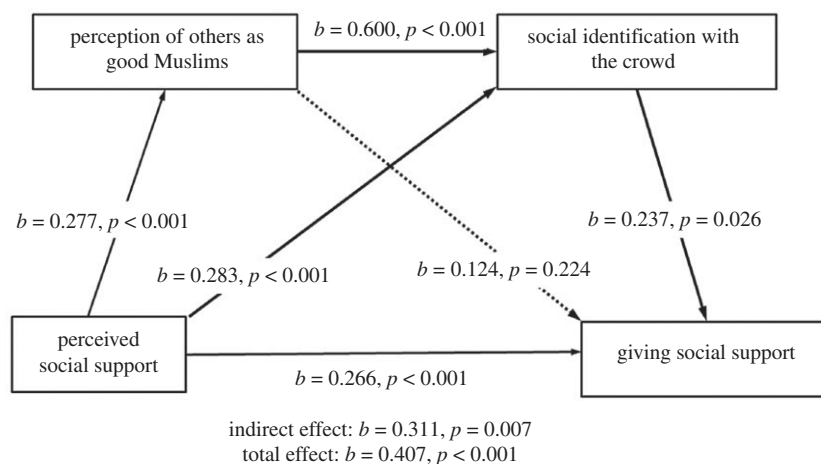 perception of others as
good Muslims
b = 0.600, p < 0.001
social identification with
the crowd
b = 0.277, p < 0.001
b = 0.237, p = 0.026
b = 0.283, p < 0.001
b = 0.124, p = 0.224
perceived
social support
giving social support
b = 0.266, p < 0.001
indirect effect: b = 0.311, p = 0.007
total effect: b = 0.407, p < 0.001